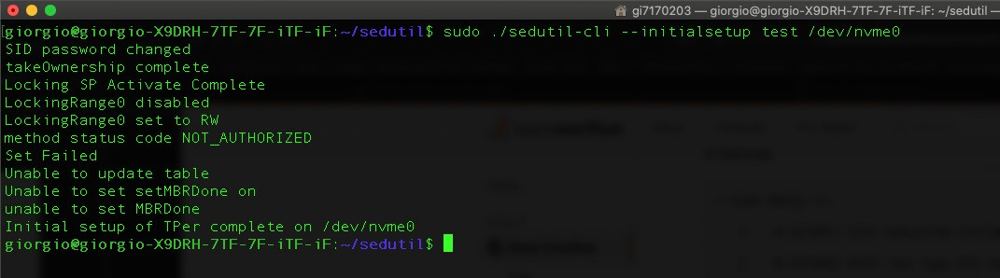 gi7170203 — giorgio@giorgio-X9DRH-7TF-7F-iTF-iF: ~/sedutil —
giorgio@giorgio-X9DRH-7TF-7F-iTF-iF:~/sedutil$ sudo ./sedutil-cli --initialsetup test /dev/nvme0
SID password changed
takeOwnership complete
Locking SP Activate Complete
LockingRange0 disabled
LockingRange0 set to RW
method status code NOT_AUTHORIZED
Set Failed
Unable to update table
Unable to set setMBRDone on
unable to set MBRDone
Initial setup of TPer complete on /dev/nvme0
giorgio@giorgio-X9DRH-7TF-7F-iTF-iF:~/sedutil$